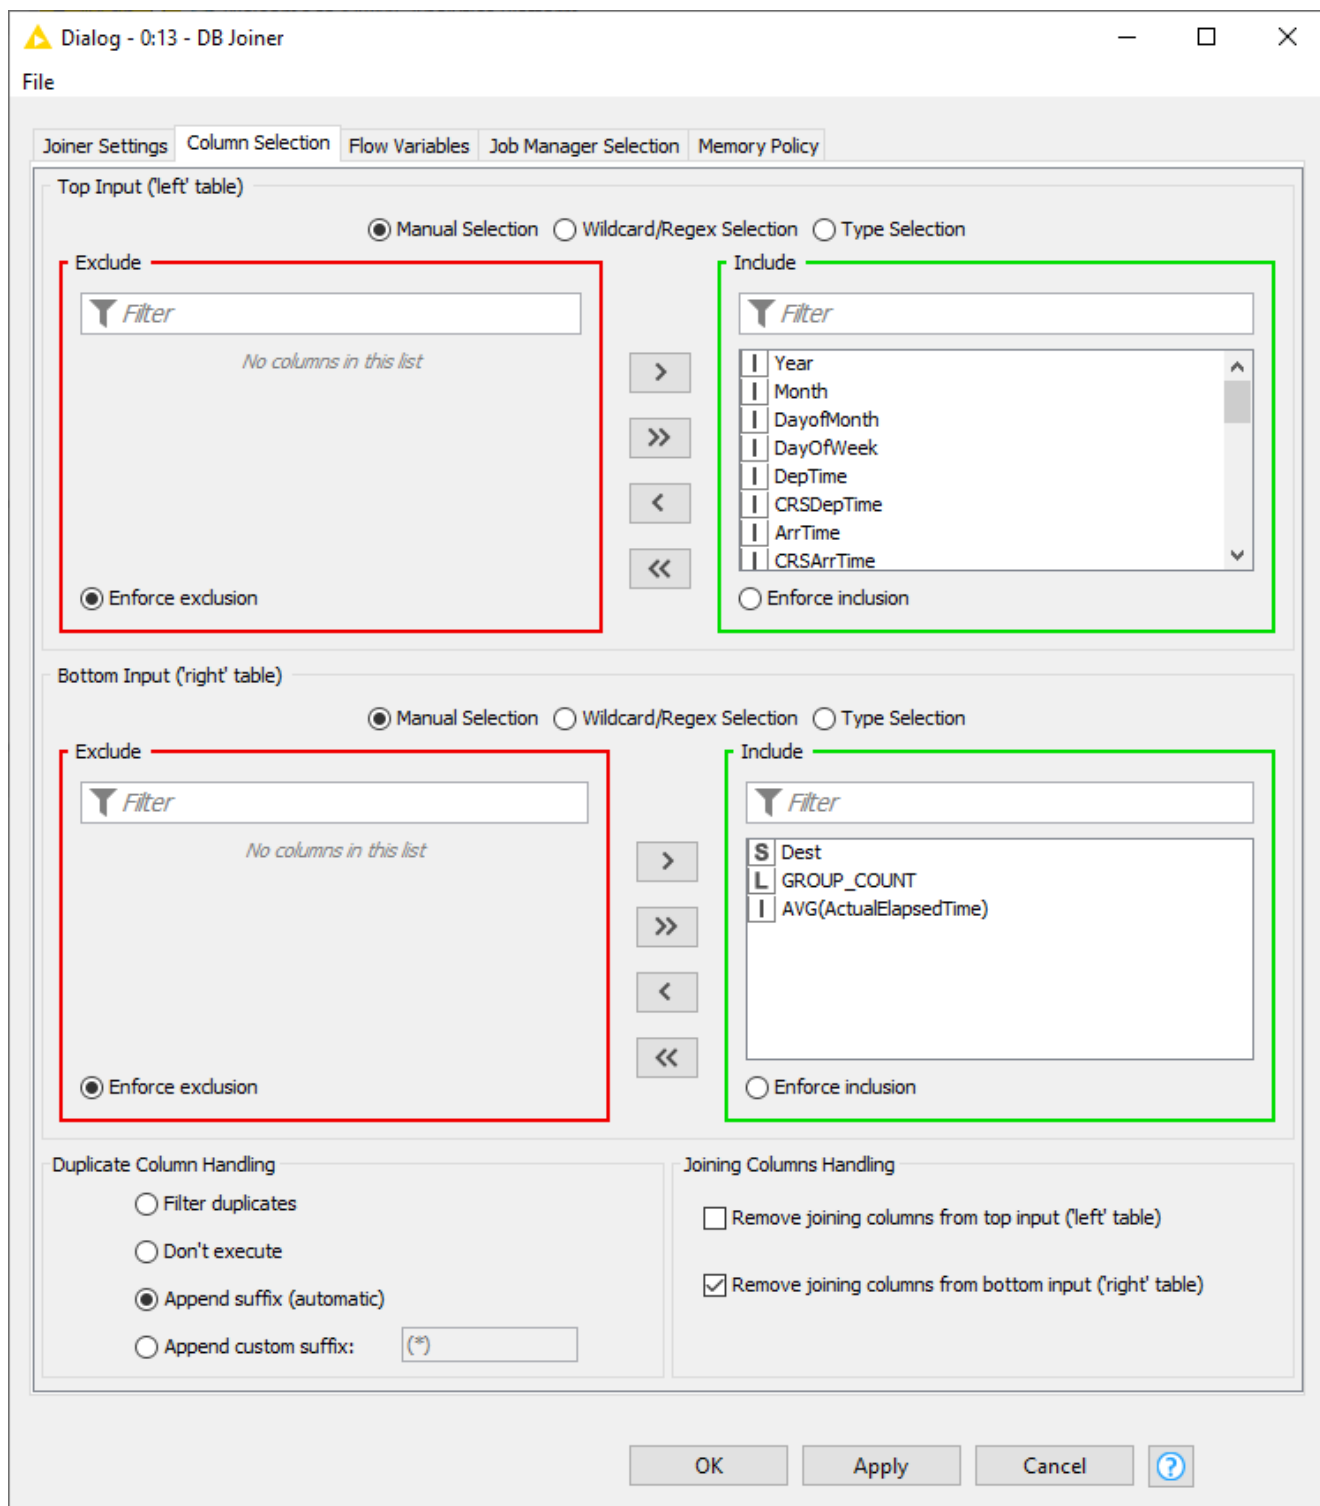 Dialog - 0:13 - DB Joiner
File
Joiner Settings Column Selection Flow Variables Job Manager Selection Memory Policy
Top Input ('left' table)
Manual Selection Wildcard/Regex Selection Type Selection
Exclude Include
Filter Filter
No columns in this list
I Year
I Month
I DayofMonth
I DayOfWeek
I DepTime
I CRSDepTime
I ArrTime
I CRSArrTime
> 
>>
<
<<
Enforce exclusion Enforce inclusion
Bottom Input ('right' table)
Manual Selection Wildcard/Regex Selection Type Selection
Exclude Include
Filter Filter
No columns in this list
S Dest
L GROUP_COUNT
I AVG(ActualElapsedTime)
>
>>
<
<<
Enforce exclusion Enforce inclusion
Duplicate Column Handling
Filter duplicates
Don't execute
Append suffix (automatic)
Append custom suffix: (*)
Joining Columns Handling
Remove joining columns from top input ('left' table)
Remove joining columns from bottom input ('right' table)
OK Apply Cancel ?